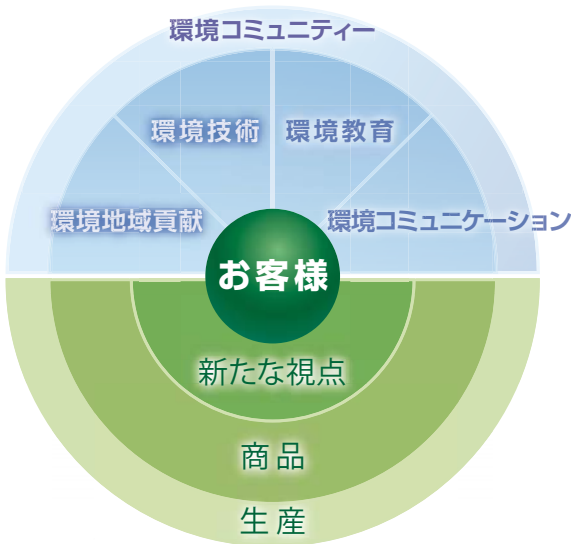 環境コミュニティー
環境技術
環境教育
環境地域貢献
環境コミュニケーション
お客様
新たな視点
商品
生産